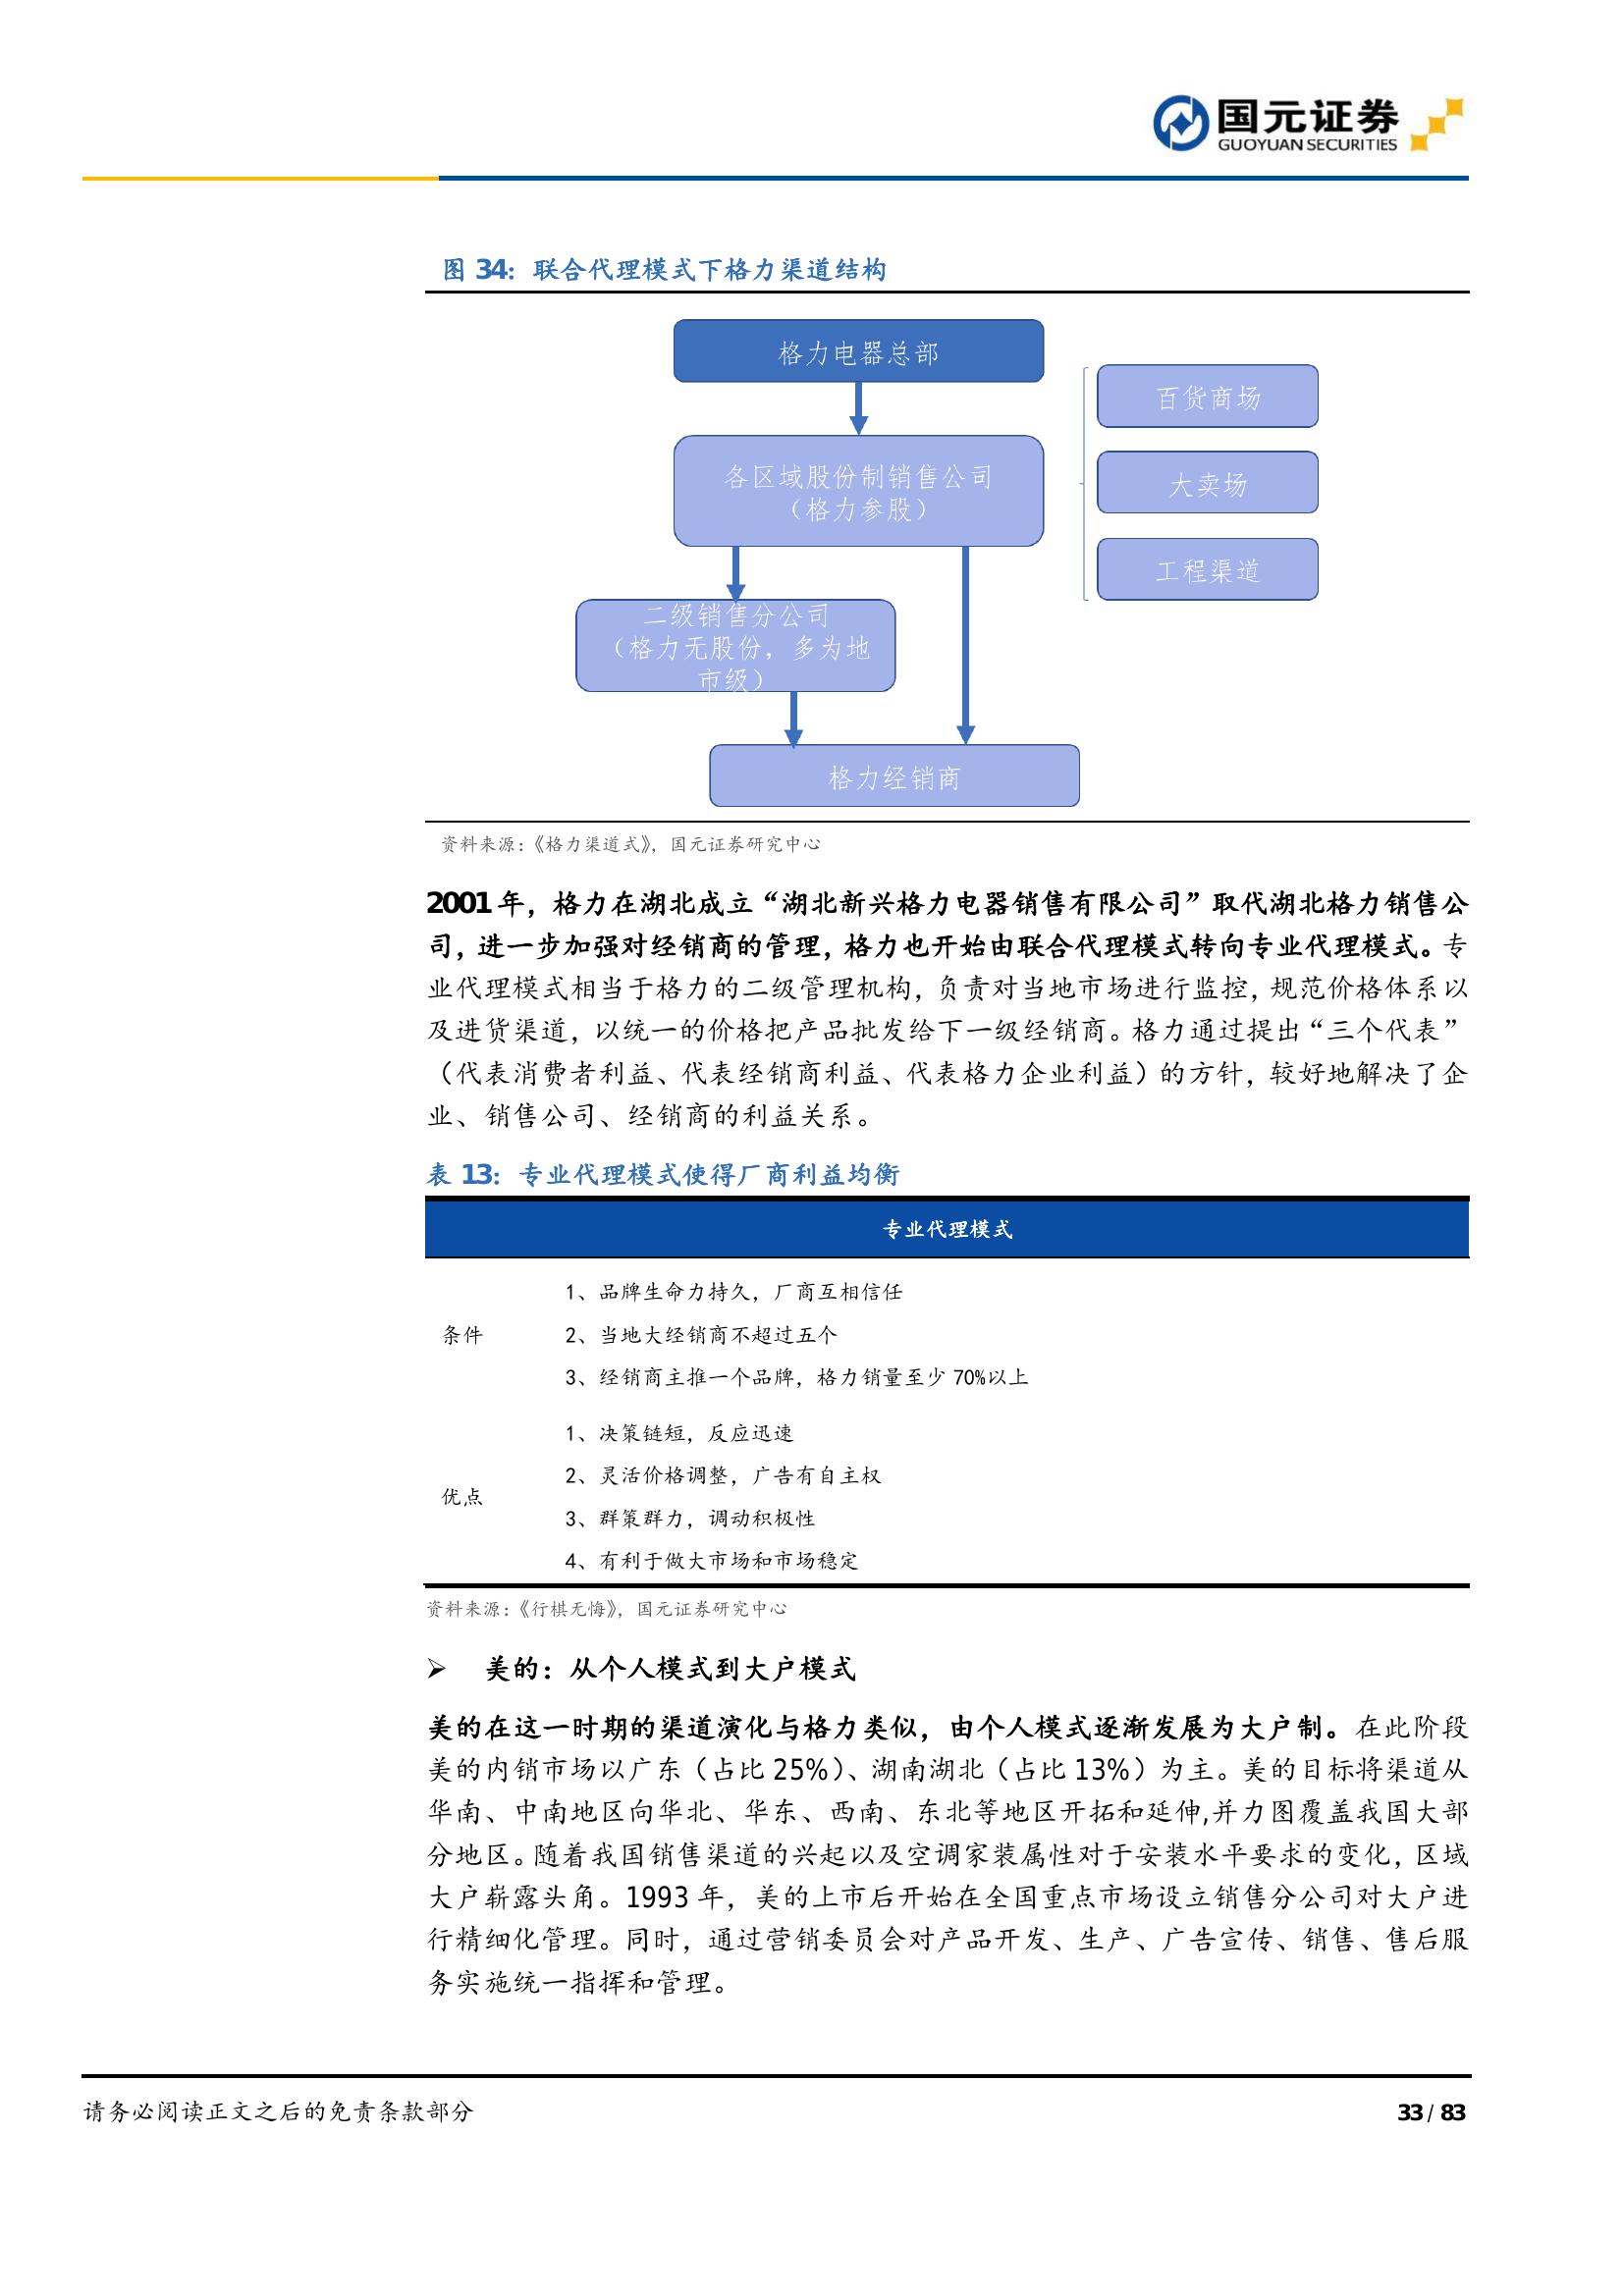 国元证券
GUOYUAN SECURITIES
图 34：联合代理模式下格力渠道结构
格力电器总部
百货商场
各区域股份制销售公司
（格力参股）
大卖场
工程渠道
二级销售分公司
（格力无股份，多为地
市级）
格力经销商
资料来源：《格力渠道式》，国元证券研究中心
2001 年，格力在湖北成立“湖北新兴格力电器销售有限公司”取代湖北格力销售公
司，进一步加强对经销商的管理，格力也开始由联合代理模式转向专业代理模式。专
业代理模式相当于格力的二级管理机构，负责对当地市场进行监控，规范价格体系以
及进货渠道，以统一的价格把产品批发给下一级经销商。格力通过提出“三个代表”
（代表消费者利益、代表经销商利益、代表格力企业利益）的方针，较好地解决了企
业、销售公司、经销商的利益关系。
表 13：专业代理模式使得厂商利益均衡
专业代理模式
条件
1、品牌生命力持久，厂商互相信任
2、当地大经销商不超过五个
3、经销商主推一个品牌，格力销量至少 70%以上
优点
1、决策链短，反应迅速
2、灵活价格调整，广告有自主权
3、群策群力，调动积极性
4、有利于做大市场和市场稳定
资料来源：《行棋无悔》，国元证券研究中心
➢ 美的：从个人模式到大户模式
美的在这一时期的渠道演化与格力类似，由个人模式逐渐发展为大户制。在此阶段
美的内销市场以广东（占比 25%）、湖南湖北（占比 13%）为主。美的目标将渠道从
华南、中南地区向华北、华东、西南、东北等地区开拓和延伸,并力图覆盖我国大部
分地区。随着我国销售渠道的兴起以及空调家装属性对于安装水平要求的变化，区域
大户崭露头角。1993 年，美的上市后开始在全国重点市场设立销售分公司对大户进
行精细化管理。同时，通过营销委员会对产品开发、生产、广告宣传、销售、售后服
务实施统一指挥和管理。
请务必阅读正文之后的免责条款部分
33 / 83